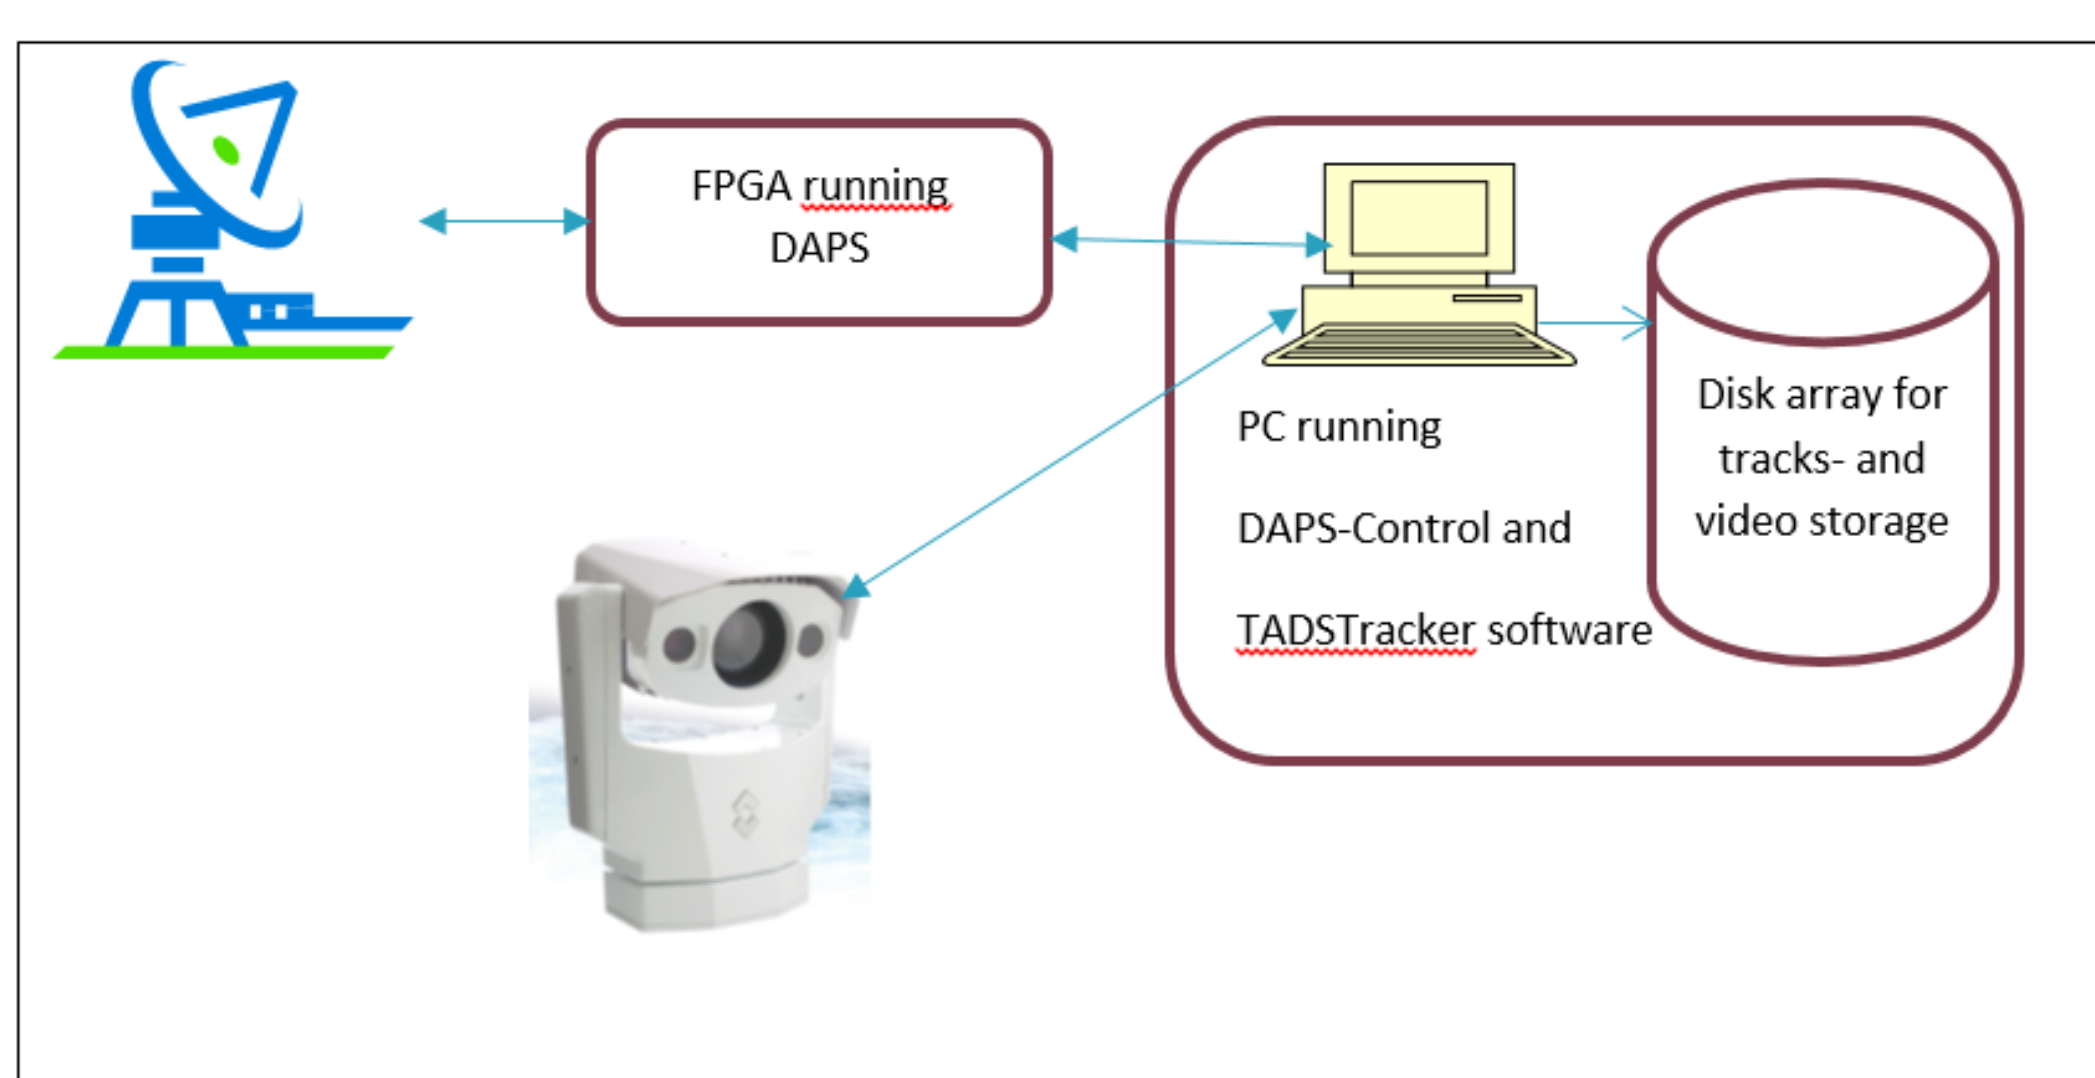 FPGA running
DAPS
PC running
DAPS-Control and
TADSTracker software
Disk array for
tracks- and
video storage